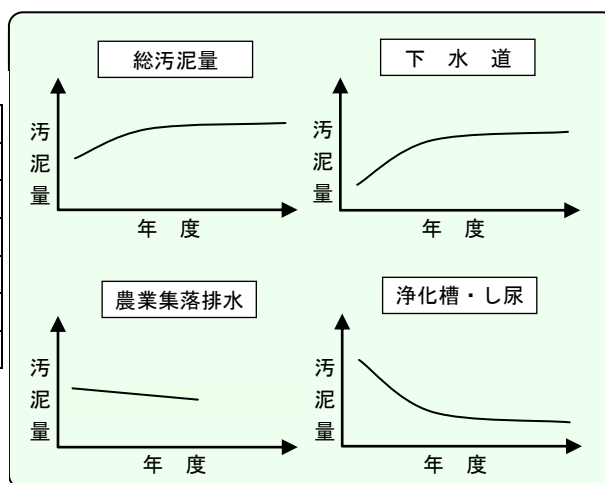 総汚泥量
汚泥量
年 度
下 水 道
汚泥量
年 度
農業集落排水
汚泥量
年 度
浄化槽・し尿
汚泥量
年 度